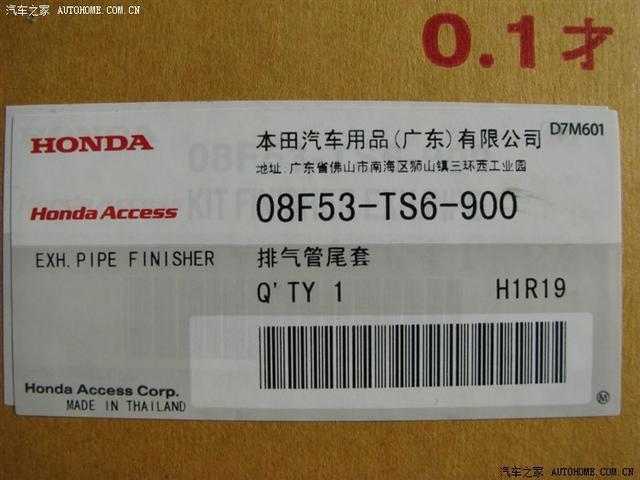 汽车之家 AUTOHOME.COM.CN
0.1才
HONDA
本田汽车用品(广东)有限公司
D7M601
地址:广东省佛山市南海区狮山镇三环西工业园
Honda Access
08F53-TS6-900
EXH. PIPE FINISHER
排气管尾套
Q'TY 1
H1R19
Honda Access Corp.
MADE IN THAILAND
M
汽车之家 AUTOHOME.COM.CN